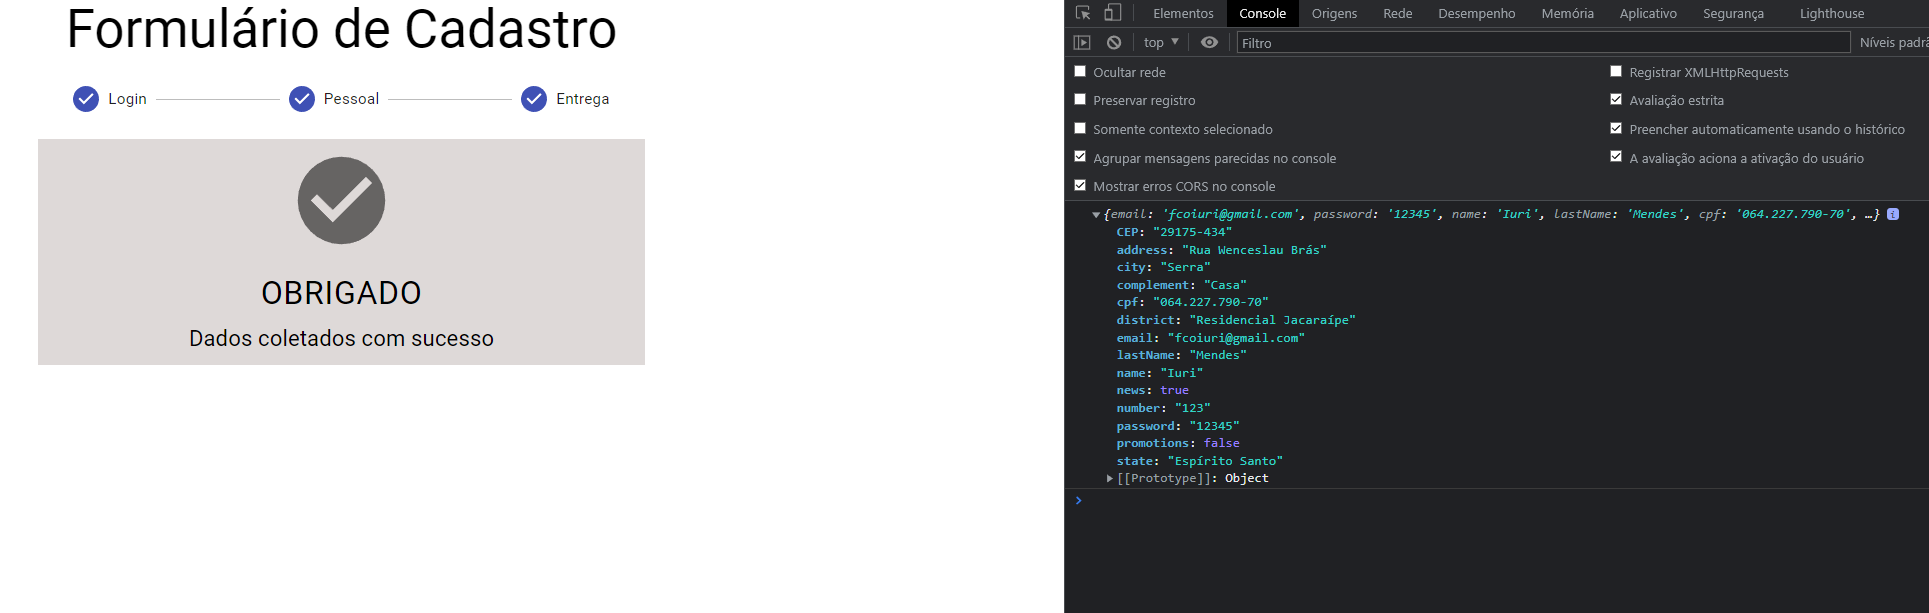 Formulário de Cadastro
Login Pessoal Entrega
OBRIGADO
Dados coletados com sucesso
Elementos Console Origens Rede Desempenho Memória Aplicativo Segurança Lighthouse
top Filtro Níveis padrã
Ocultar rede Registrar XMLHttpRequests
Preservar registro Avaliação estrita
Somente contexto selecionado Preencher automaticamente usando o histórico
Agrupar mensagens parecidas no console A avaliação aciona a ativação do usuário
Mostrar erros CORS no console
{email: 'fcoiuri@gmail.com', password: '12345', name: 'Iuri', lastName: 'Mendes', cpf: '064.227.790-70', …} i
CEP: "29175-434"
address: "Rua Wenceslau Brás"
city: "Serra"
complement: "Casa"
cpf: "064.227.790-70"
district: "Residencial Jacaraípe"
email: "fcoiuri@gmail.com"
lastName: "Mendes"
name: "Iuri"
news: true
number: "123"
password: "12345"
promotions: false
state: "Espírito Santo"
[[Prototype]]: Object